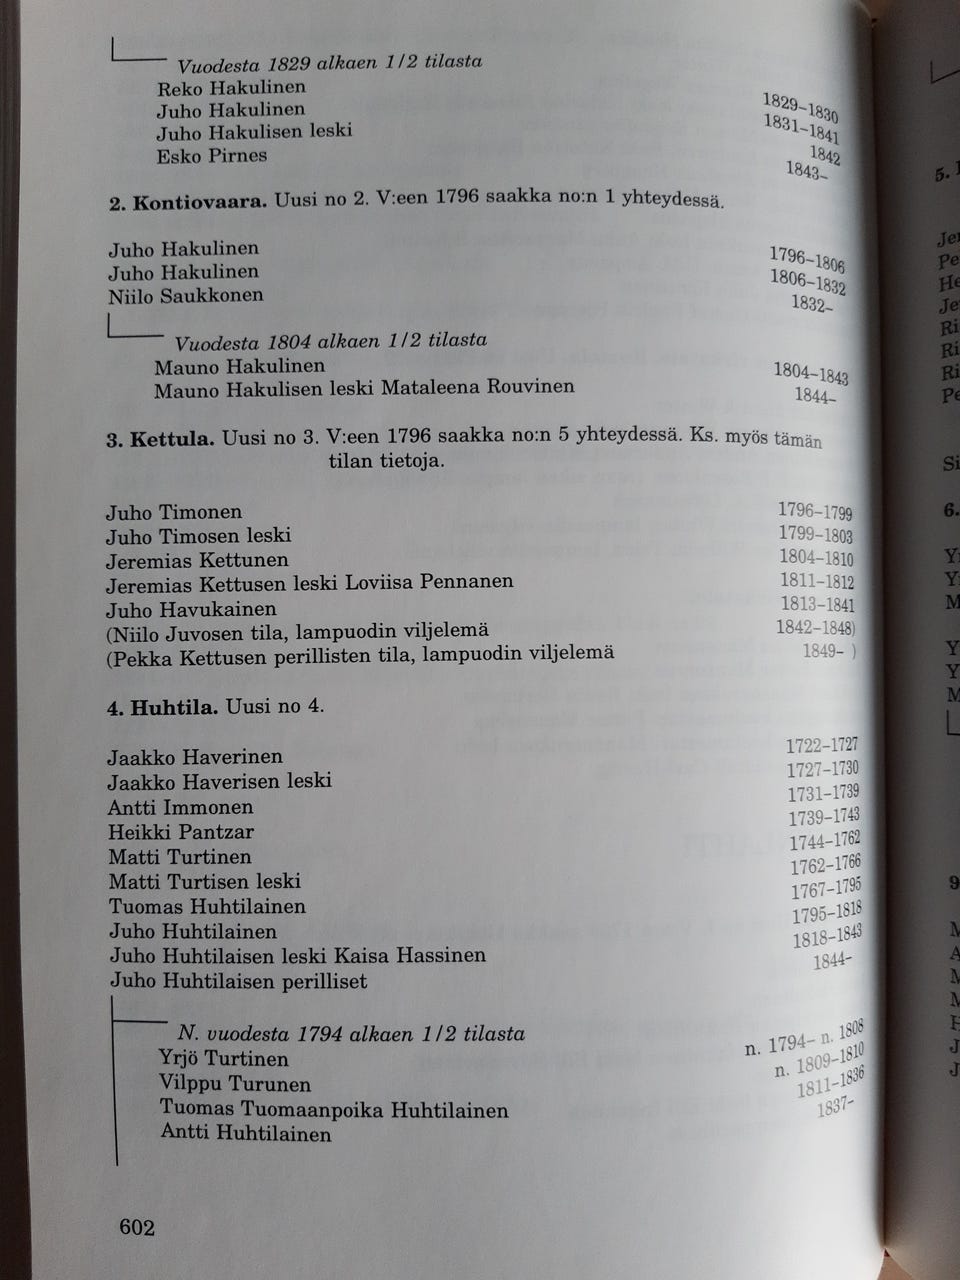 Vuodesta 1829 alkaen 1/2 tilasta
Reko Hakulinen 1829–1830
Juho Hakulinen 1831–1841
Juho Hakulisen leski 1842
Esko Pirnes 1843–
2. Kontiovaara. Uusi no 2. V:een 1796 saakka no:n 1 yhteydessä.
Juho Hakulinen 1796–1806
Juho Hakulinen 1806–1832
Niilo Saukkonen 1832–
Vuodesta 1804 alkaen 1/2 tilasta
Mauno Hakulinen 1804–1843
Mauno Hakulisen leski Mataleena Rouvinen 1844–
3. Kettula. Uusi no 3. V:een 1796 saakka no:n 5 yhteydessä. Ks. myös tämän
tilan tietoja.
Juho Timonen 1796–1799
Juho Timosen leski 1799–1803
Jeremias Kettunen 1804–1810
Jeremias Kettusen leski Loviisa Pennanen 1811–1812
Juho Havukainen 1813–1841
(Niilo Juvosen tila, lampuodin viljelemä 1842–1848)
(Pekka Kettusen perillisten tila, lampuodin viljelemä 1849– )
4. Huhtila. Uusi no 4.
Jaakko Haverinen 1722–1727
Jaakko Haverisen leski 1727–1730
Antti Immonen 1731–1739
Heikki Pantzar 1739–1743
Matti Turtinen 1744–1762
Matti Turtisen leski 1762–1766
Tuomas Huhtilainen 1767–1795
Juho Huhtilainen 1795–1818
Juho Huhtilaisen leski Kaisa Hassinen 1818–1843
Juho Huhtilaisen perilliset 1844–
N. vuodesta 1794 alkaen 1/2 tilasta
Yrjö Turtinen n. 1794– n. 1808
Vilppu Turunen n. 1809–1810
Tuomas Tuomaanpoika Huhtilainen 1811–1836
Antti Huhtilainen 1837–
602